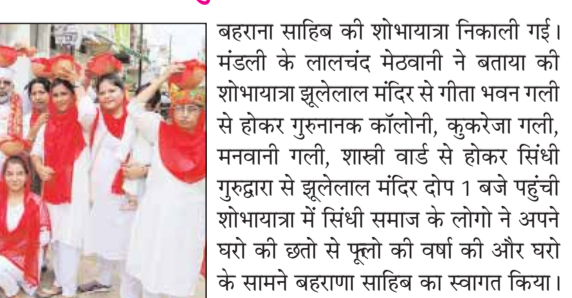 बहराना साहिब की शोभायात्रा निकाली गई।
मंडली के लालचंद मेठवानी ने बताया की
शोभायात्रा झूलेलाल मंदिर से गीता भवन गली
से होकर गुरुनानक कॉलोनी, कुकरेजा गली,
मनवानी गली, शास्त्री वार्ड से होकर सिंधी
गुरुद्वारा से झूलेलाल मंदिर दोप 1 बजे पहुंची
शोभायात्रा में सिंधी समाज के लोगो ने अपने
घरो की छतो से फूलो की वर्षा की और घरो
के सामने बहराणा साहिब का स्वागत किया।